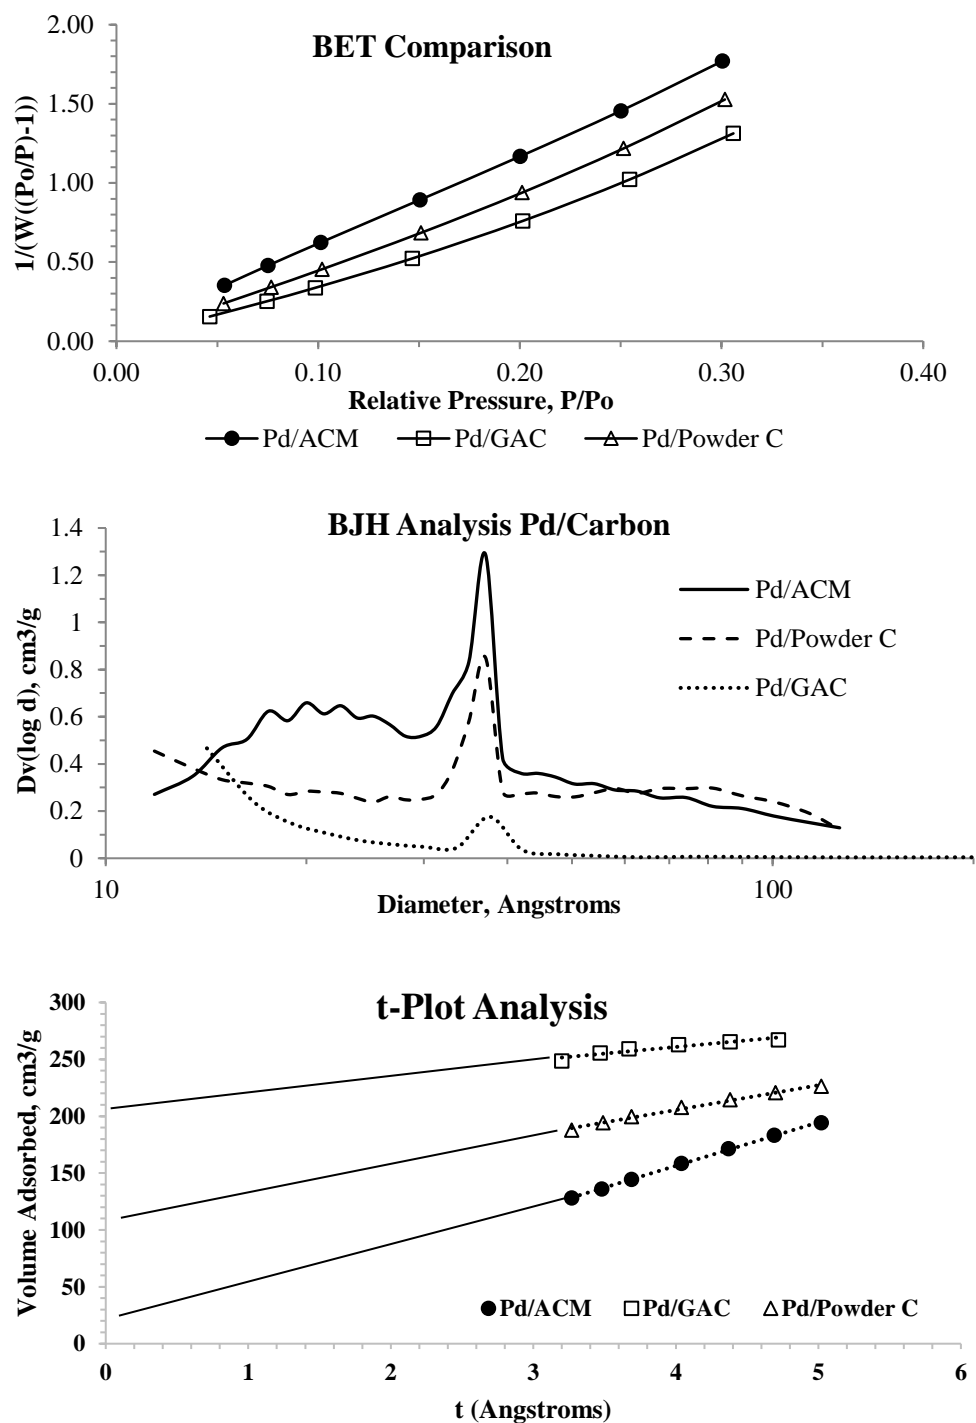 BET Comparison
1/(W((Po/P)-1))
2.00
1.50
1.00
0.50
0.00
0.00 0.10 0.20 0.30 0.40
Relative Pressure, P/Po
Pd/ACM Pd/GAC Pd/Powder C
BJH Analysis Pd/Carbon
Dv(log d), cm3/g
1.4
1.2
1
0.8
0.6
0.4
0.2
0
Pd/ACM
Pd/Powder C
Pd/GAC
10 100
Diameter, Angstroms
t-Plot Analysis
Volume Adsorbed, cm3/g
300
250
200
150
100
50
0
Pd/ACM Pd/GAC Pd/Powder C
0 1 2 3 4 5 6
t (Angstroms)